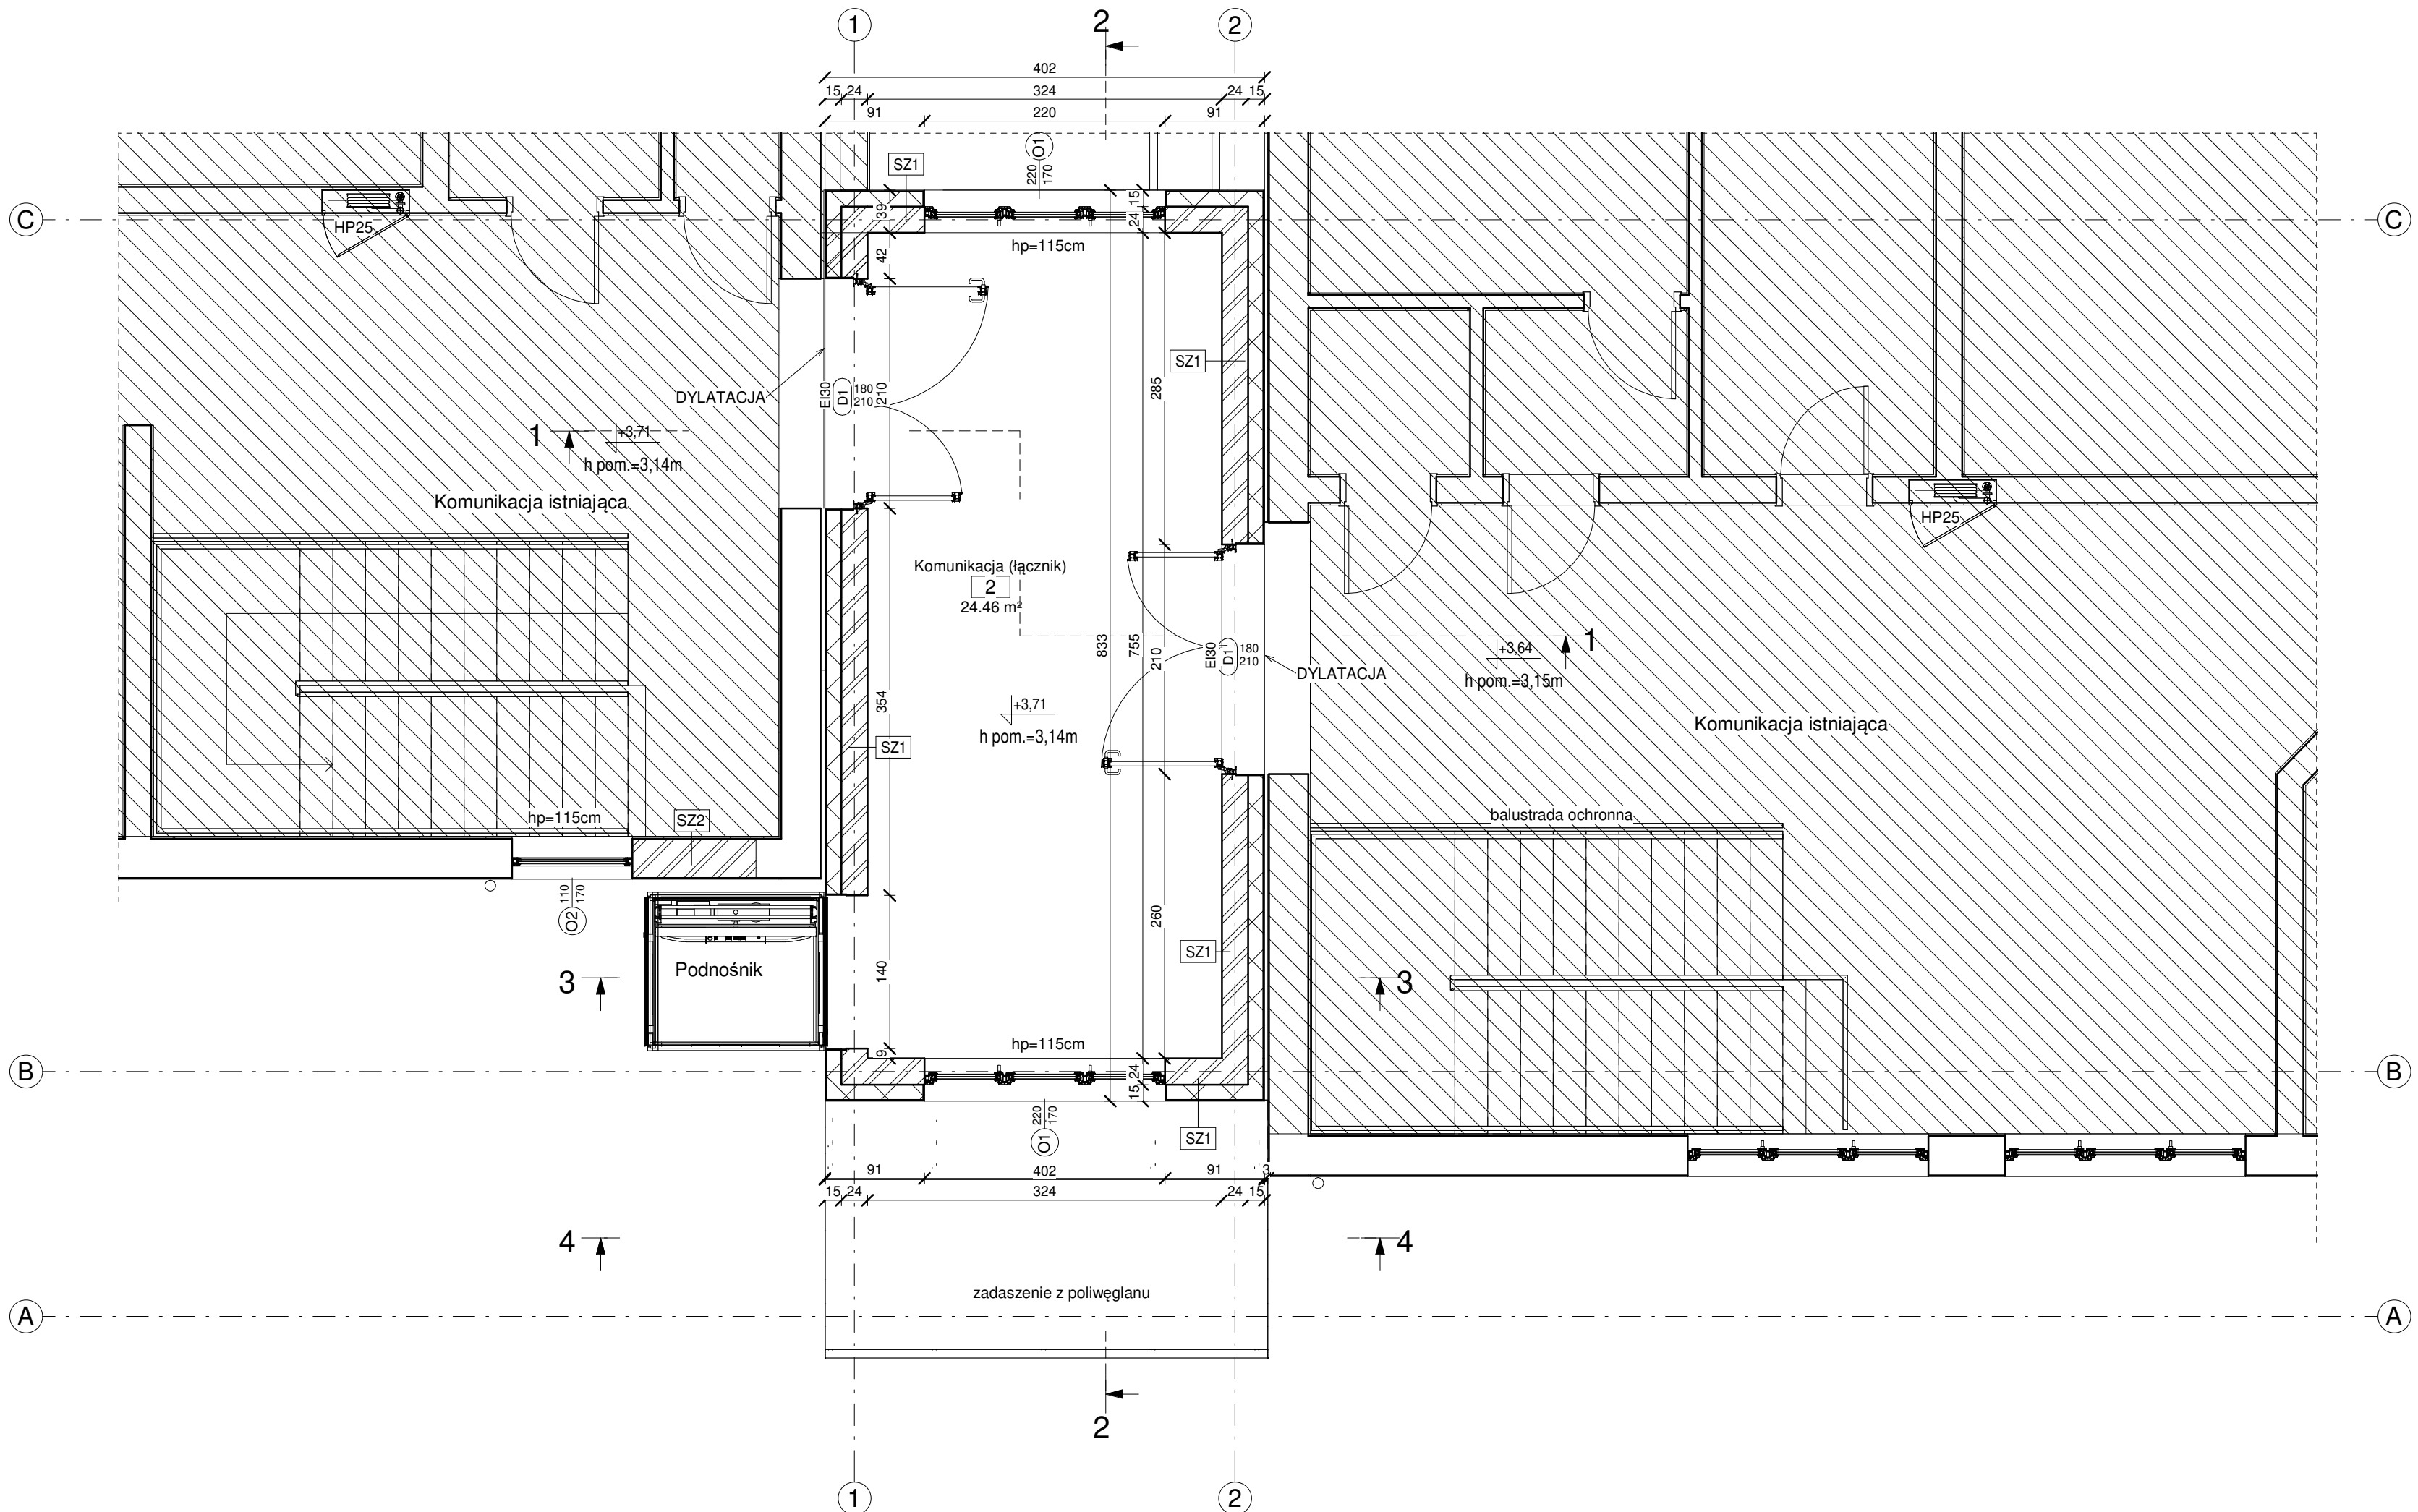 1
2
2
402
15
24
324
24
15
91
220
91
O1
220
170
SZ1
C
C
HP25
39
15
24
hp=115cm
42
SZ1
285
DYLATACJA
EI30
D1
180
210
210
1
+3,71
h pom.=3,14m
Komunikacja istniająca
HP25
Komunikacja (łącznik)
2
24.46 m²
833
755
210
EI30
D1
180
210
1
+3,64
h pom.=3,15m
DYLATACJA
354
+3,71
h pom.=3,14m
SZ1
Komunikacja istniająca
hp=115cm
SZ2
balustrada ochronna
110
170
O2
260
SZ1
Podnośnik
140
3
3
hp=115cm
9
B
B
24
15
220
170
O1
SZ1
91
402
91
3
15
24
324
24
15
4
4
zadaszenie z poliwęglanu
A
A
2
1
2